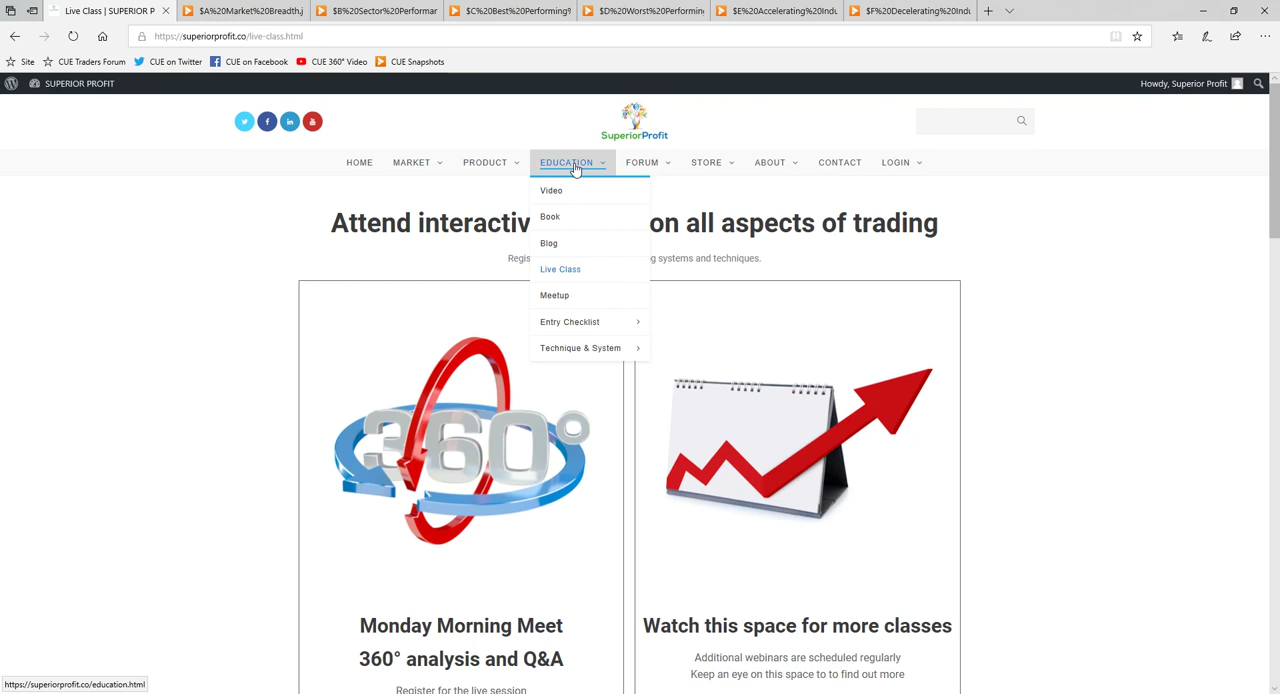 Live Class | SUPERIOR P
$A%20Market%20Breadth.j
$B%20Sector%20Performar
$C%20Best%20Performing%
$D%20Worst%20Performing
$E%20Accelerating%20Indu
$F%20Decelerating%20Indu
https://superiorprofit.co/live-class.html
Site
CUE Traders Forum
CUE on Twitter
CUE on Facebook
CUE 360° Video
CUE Snapshots
SUPERIOR PROFIT
Howdy, Superior Profit
SuperiorProfit
HOME
MARKET
PRODUCT
EDUCATION
FORUM
STORE
ABOUT
CONTACT
LOGIN
Video
Book
Blog
Live Class
Meetup
Entry Checklist
Technique & System
Attend interactiv on all aspects of trading
Regis g systems and techniques.
360°
Monday Morning Meet
360° analysis and Q&A
Register for the live session
Watch this space for more classes
Additional webinars are scheduled regularly
Keep an eye on this space to to find out more
https://superiorprofit.co/education.html